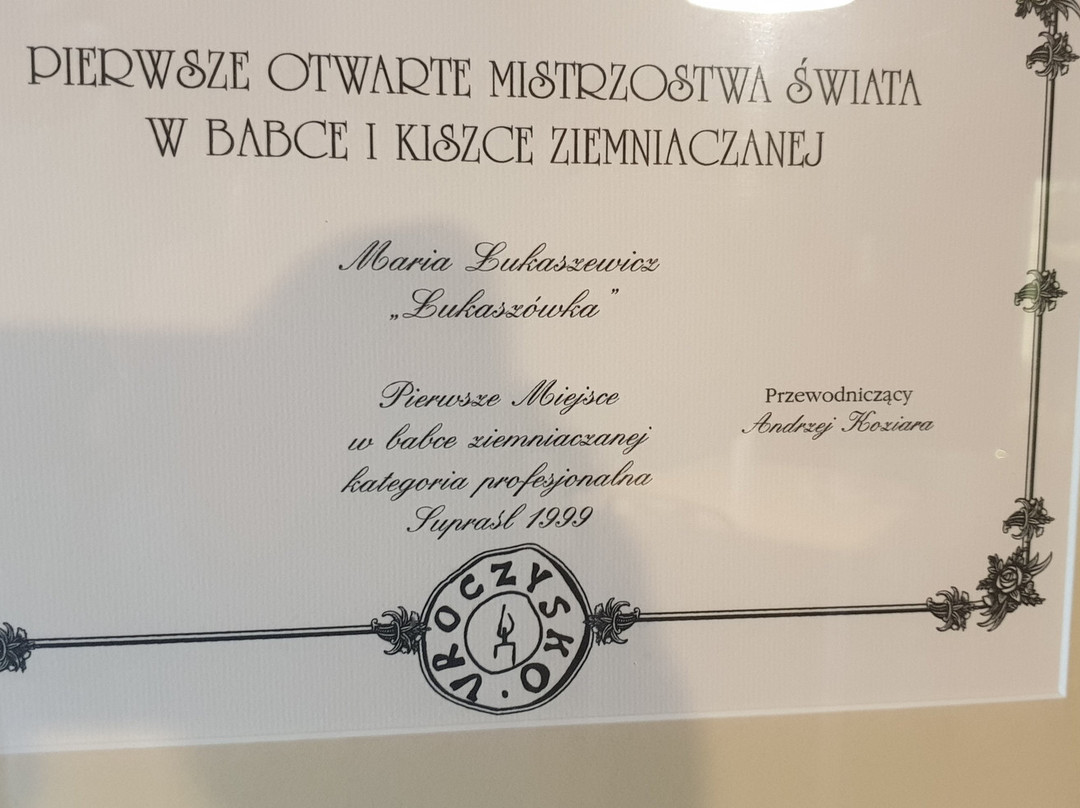 PIERWSZE OTWARTE MISTRZOSTWA ŚWIATA
W BABCE I KISZCE ZIEMNIACZANEJ
Maria Łukaszewicz
„Łukaszówka”
Pierwsze Miejsce
w babce ziemniaczanej
kategoria profesjonalna
Supraśl 1999
Przewodniczący
Andrzej Koziara
UROCZYSKO